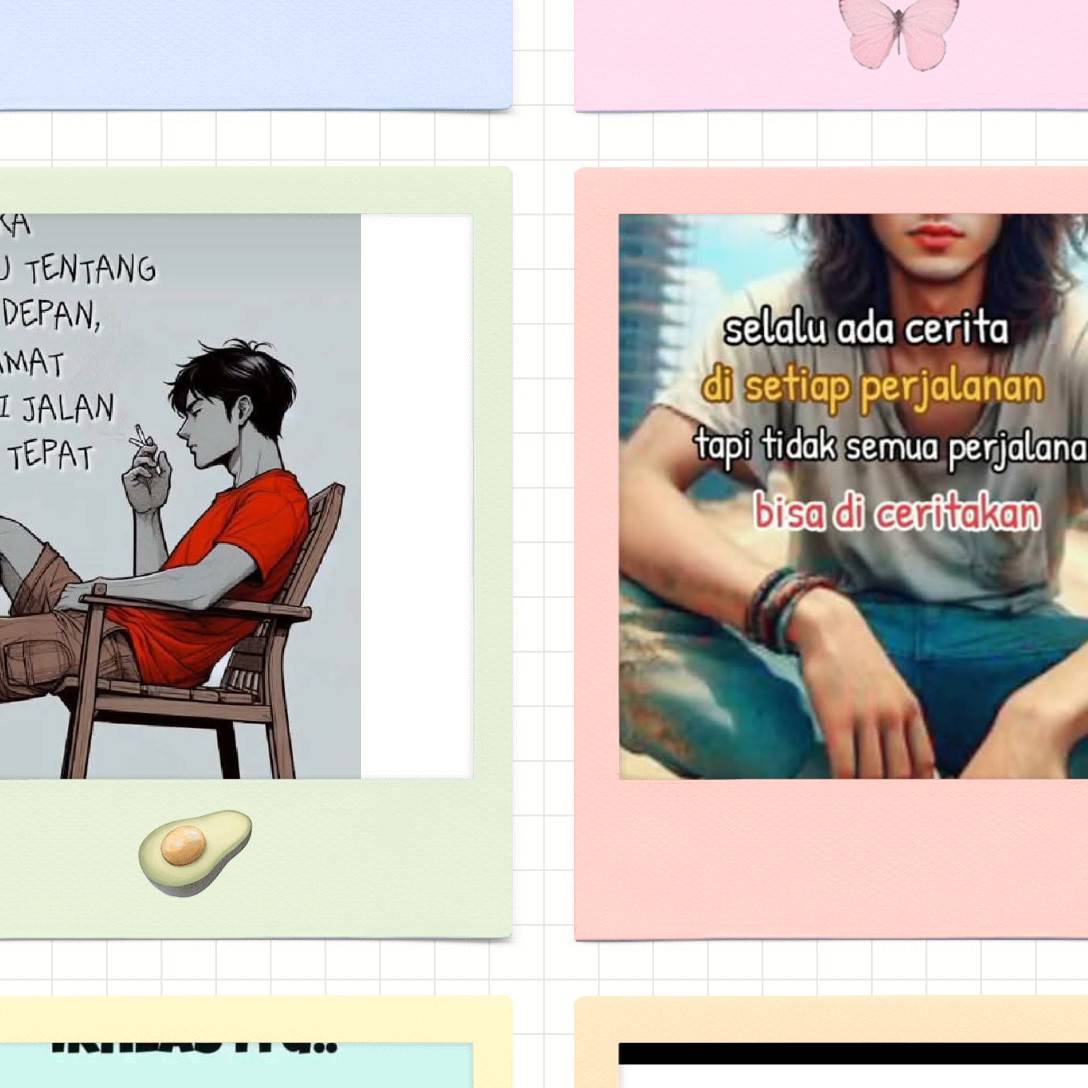 TENTANG
DEPAN,
JALAN
TEPAT
selalu ada cerita
di setiap perjalanan
tapi tidak semua perjalana
bisa di ceritakan